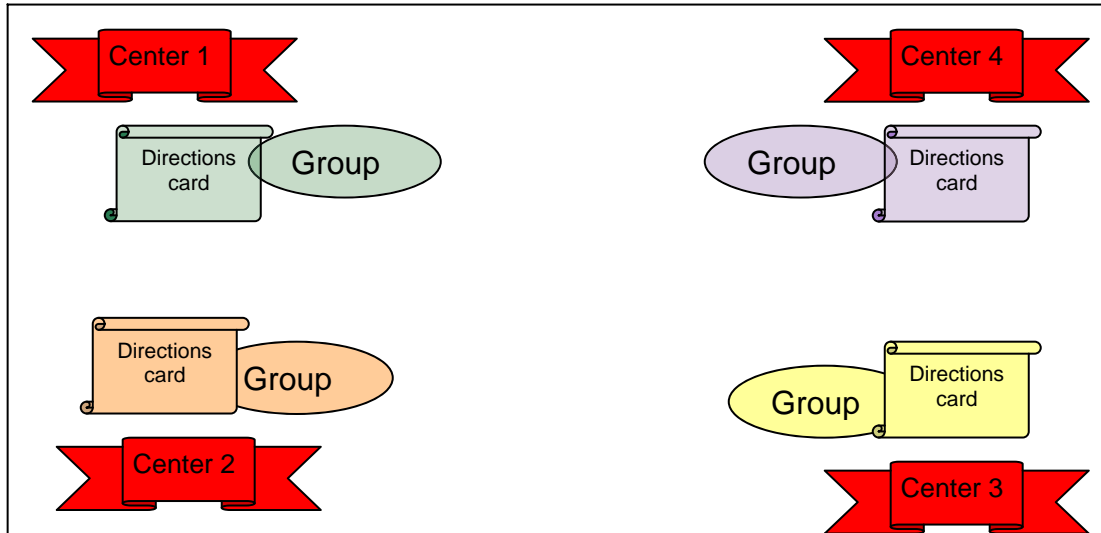 Center 1
Center 4
Directions
card
Group
Group
Directions
card
Directions
card
Group
Group
Directions
card
Center 2
Center 3